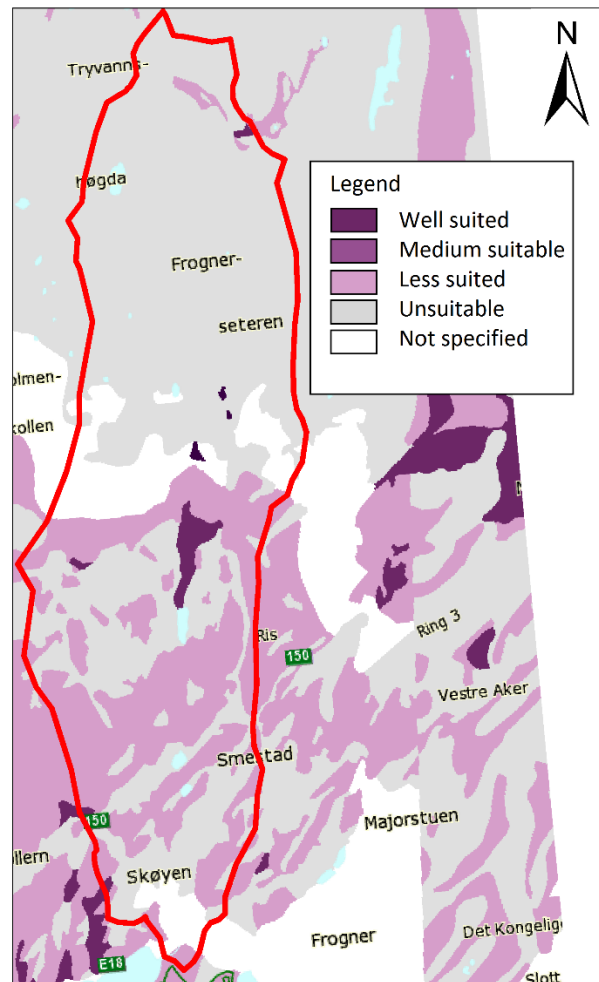 N
Tryvanns-
høgda
Legend
Well suited
Medium suitable
Less suited
Unsuitable
Not specified
Frogner-
seteren
olmen-
kollen
N
Ris
150
Ring 3
Vestre Aker
Smestad
150
Majorstuen
ollern
Skøyen
Frogner
Det Kongelige
E18
Slott